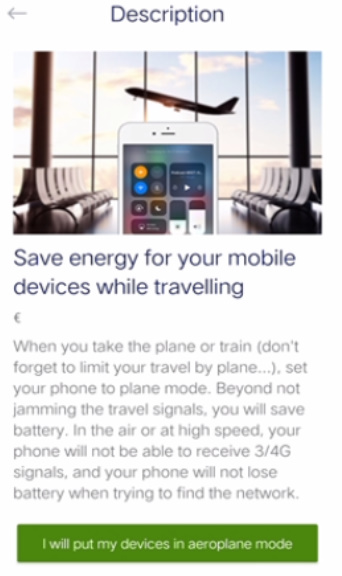 Description
Save energy for your mobile
devices while travelling
€
When you take the plane or train (don't
forget to limit your travel by plane...), set
your phone to plane mode. Beyond not
jamming the travel signals, you will save
battery. In the air or at high speed, your
phone will not be able to receive 3/4G
signals, and your phone will not lose
battery when trying to find the network.
I will put my devices in aeroplane mode